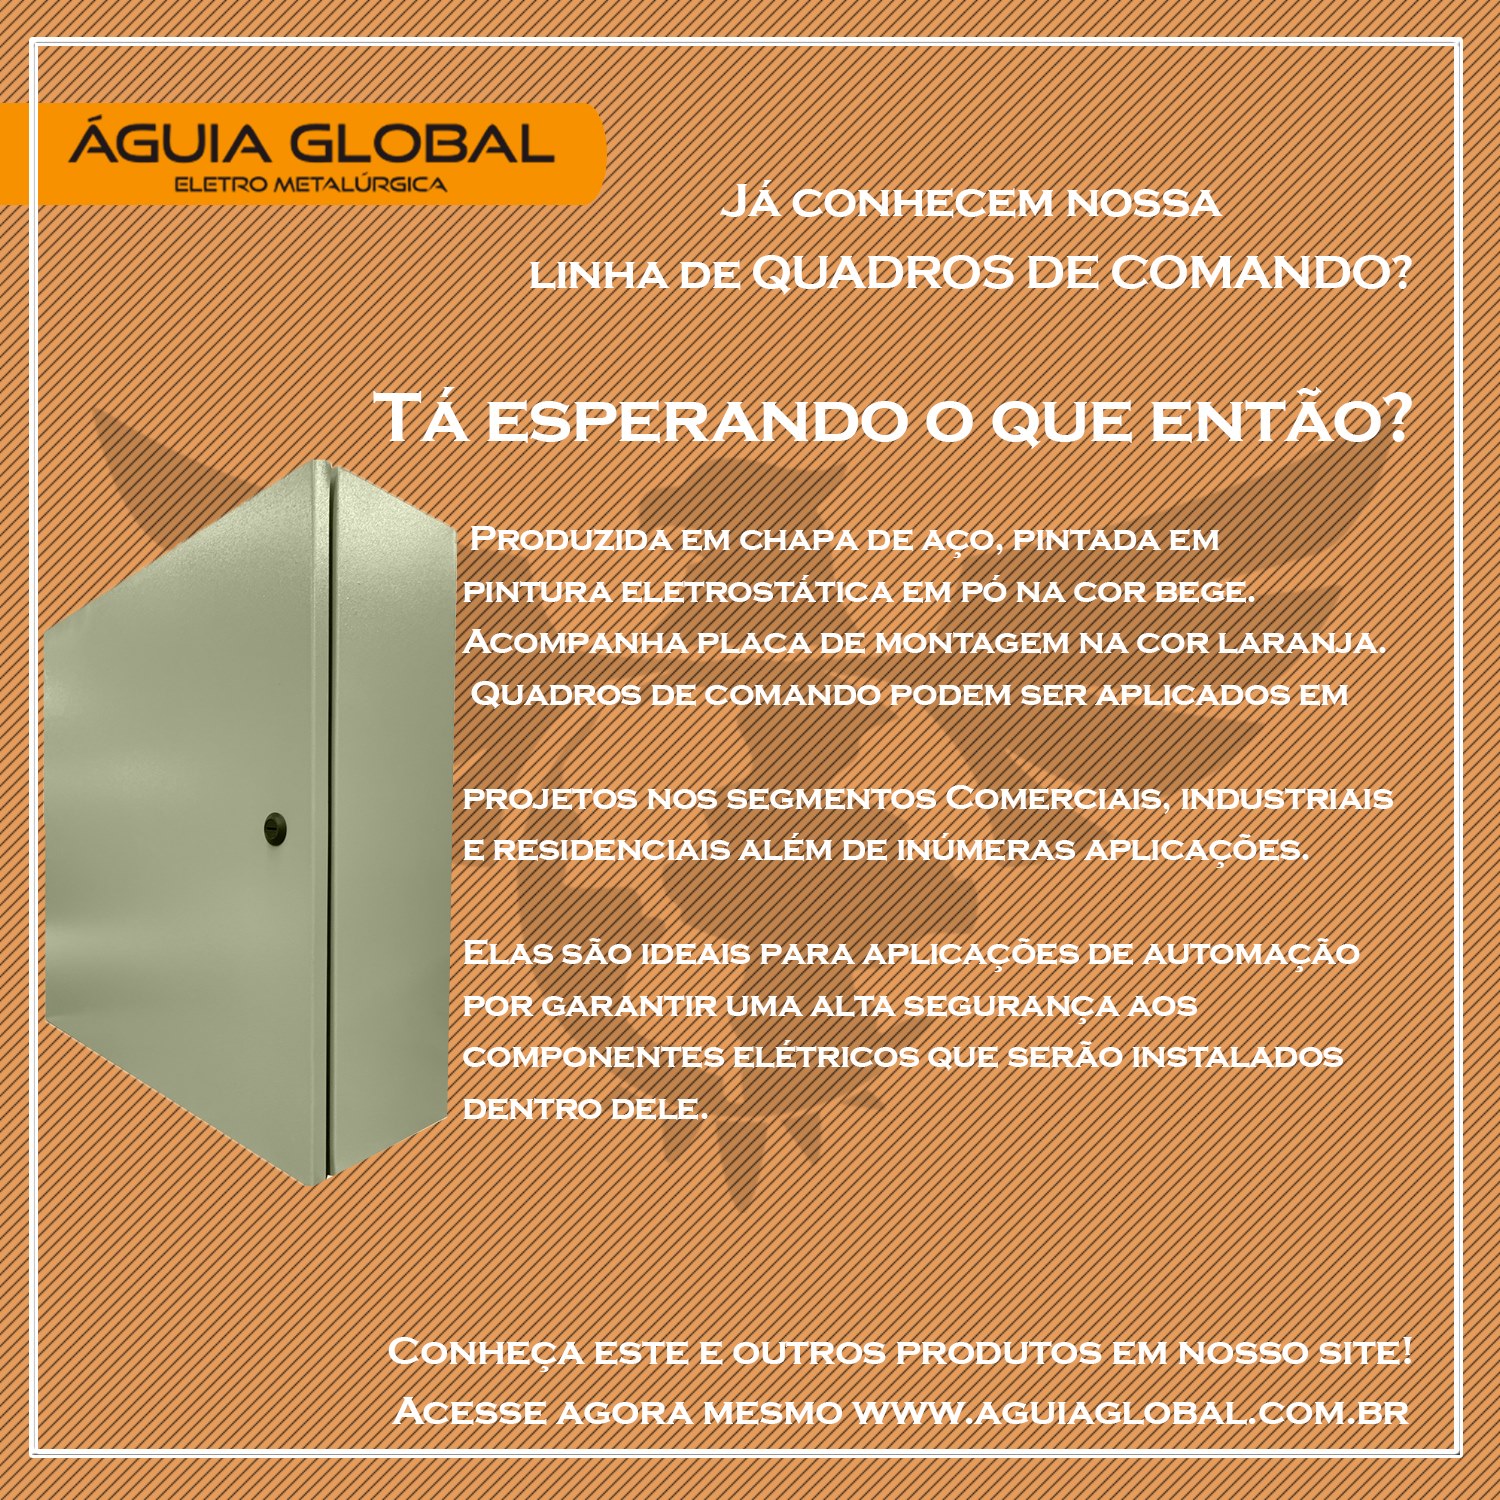 ÁGUIA GLOBAL
ELETRO METALÚRGICA
JÁ CONHECEM NOSSA
LINHA DE QUADROS DE COMANDO?
TÁ ESPERANDO O QUE ENTÃO?
PRODUZIDA EM CHAPA DE AÇO, PINTADA EM
PINTURA ELETROSTÁTICA EM PÓ NA COR BEGE.
ACOMPANHA PLACA DE MONTAGEM NA COR LARANJA.
QUADROS DE COMANDO PODEM SER APLICADOS EM
PROJETOS NOS SEGMENTOS COMERCIAIS, INDUSTRIAIS
E RESIDENCIAIS ALÉM DE INÚMERAS APLICAÇÕES.
ELAS SÃO IDEAIS PARA APLICAÇÕES DE AUTOMAÇÃO
POR GARANTIR UMA ALTA SEGURANÇA AOS
COMPONENTES ELÉTRICOS QUE SERÃO INSTALADOS
DENTRO DELE.
CONHEÇA ESTE E OUTROS PRODUTOS EM NOSSO SITE!
ACESSE AGORA MESMO WWW.AGUIAGLOBAL.COM.BR